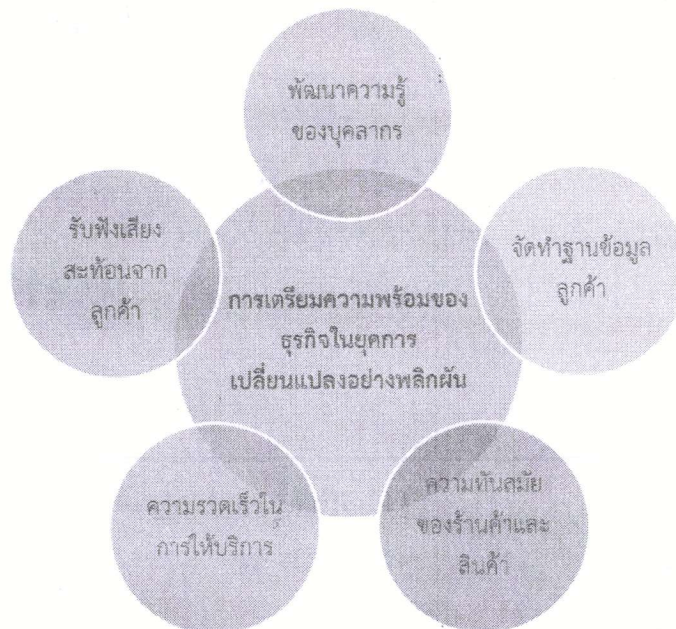 พัฒนาความรู้
ของบุคลากร
รับฟังเสียง
สะท้อนจาก
ลูกค้า
จัดทำฐานข้อมูล
ลูกค้า
การเตรียมความพร้อมของ
ธุรกิจในยุคการ
เปลี่ยนแปลงอย่างพลิกผัน
ความรวดเร็วใน
การให้บริการ
ความทันสมัย
ของร้านค้าและ
สินค้า